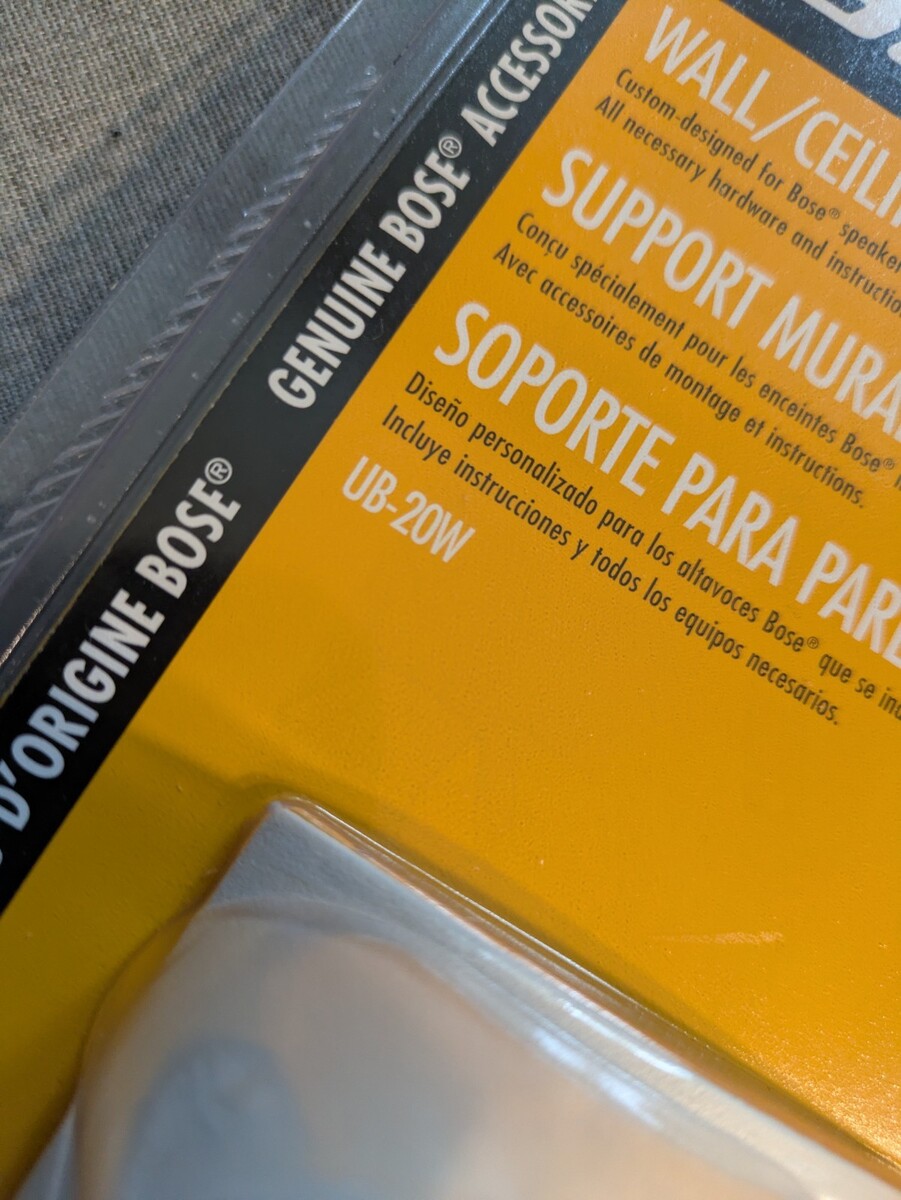 WALL/CEILI
Custom-designed for Bose® speaker
All necessary hardware and instructio
SUPPORT MURA
Conçu spécialement pour les enceintes Bose®
Avec accessoires de montage et instructions.
SOPORTE PARA PARE
Diseño personalizado para los altavoces Bose® que se inc
Incluye instrucciones y todos los equipos necesarios.
UB-20W
D'ORIGINE BOSE®
GENUINE BOSE® ACCESSOR